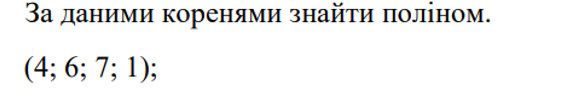 За даними коренями знайти поліном.
(4; 6; 7; 1);